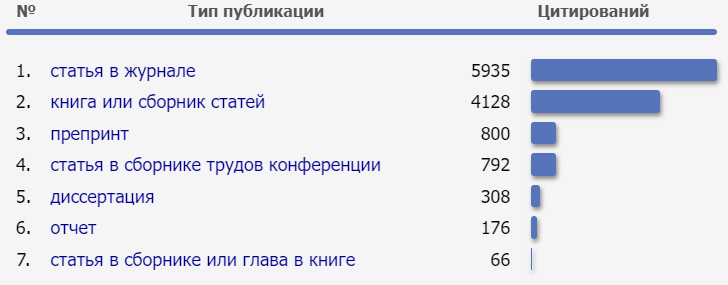 № Тип публикации Цитирований
1. статья в журнале 5935
2. книга или сборник статей 4128
3. препринт 800
4. статья в сборнике трудов конференции 792
5. диссертация 308
6. отчет 176
7. статья в сборнике или глава в книге 66